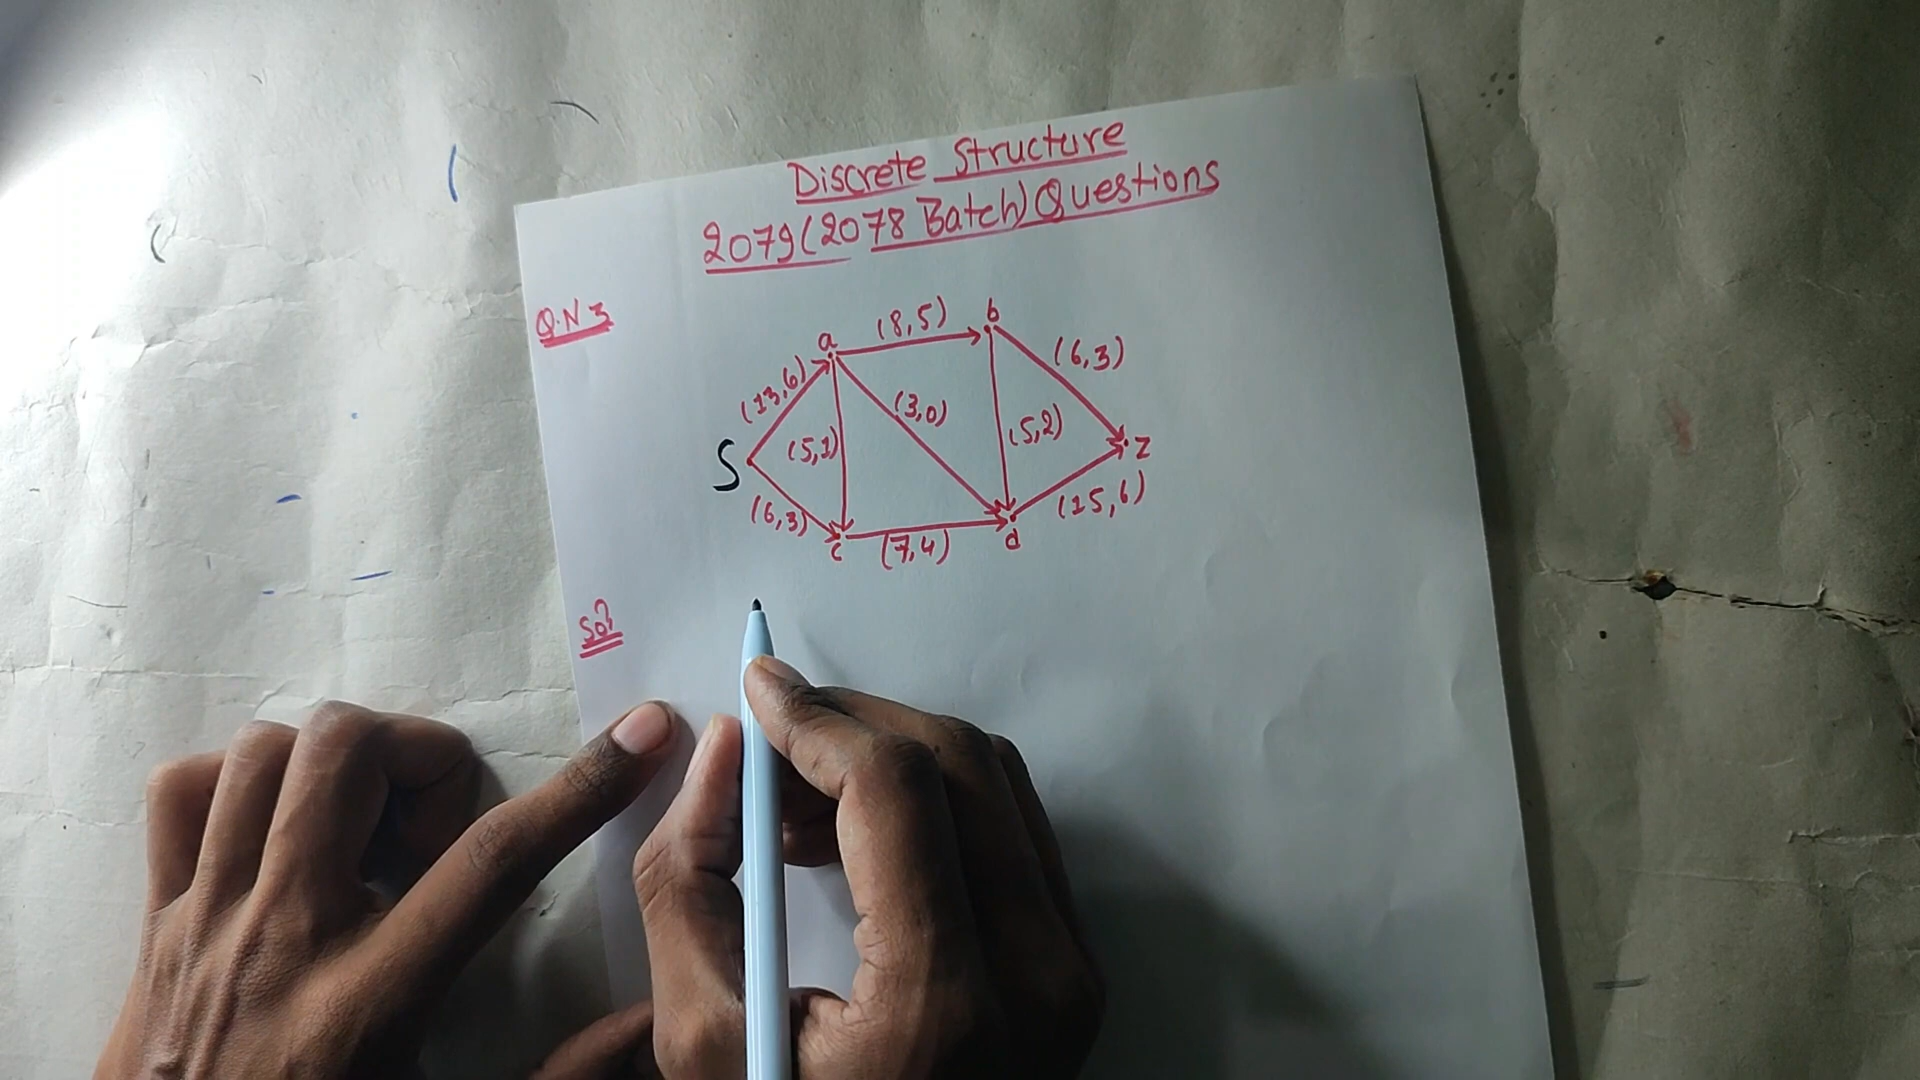 Discrete Structure
2079(2078 Batch) Questions
Q.N 3
(8,5)
b
a
(13,6)
(6,3)
(3,0)
(5,1)
(5,2)
S
z
(6,3)
(15,6)
c
(7,4)
d
Sol